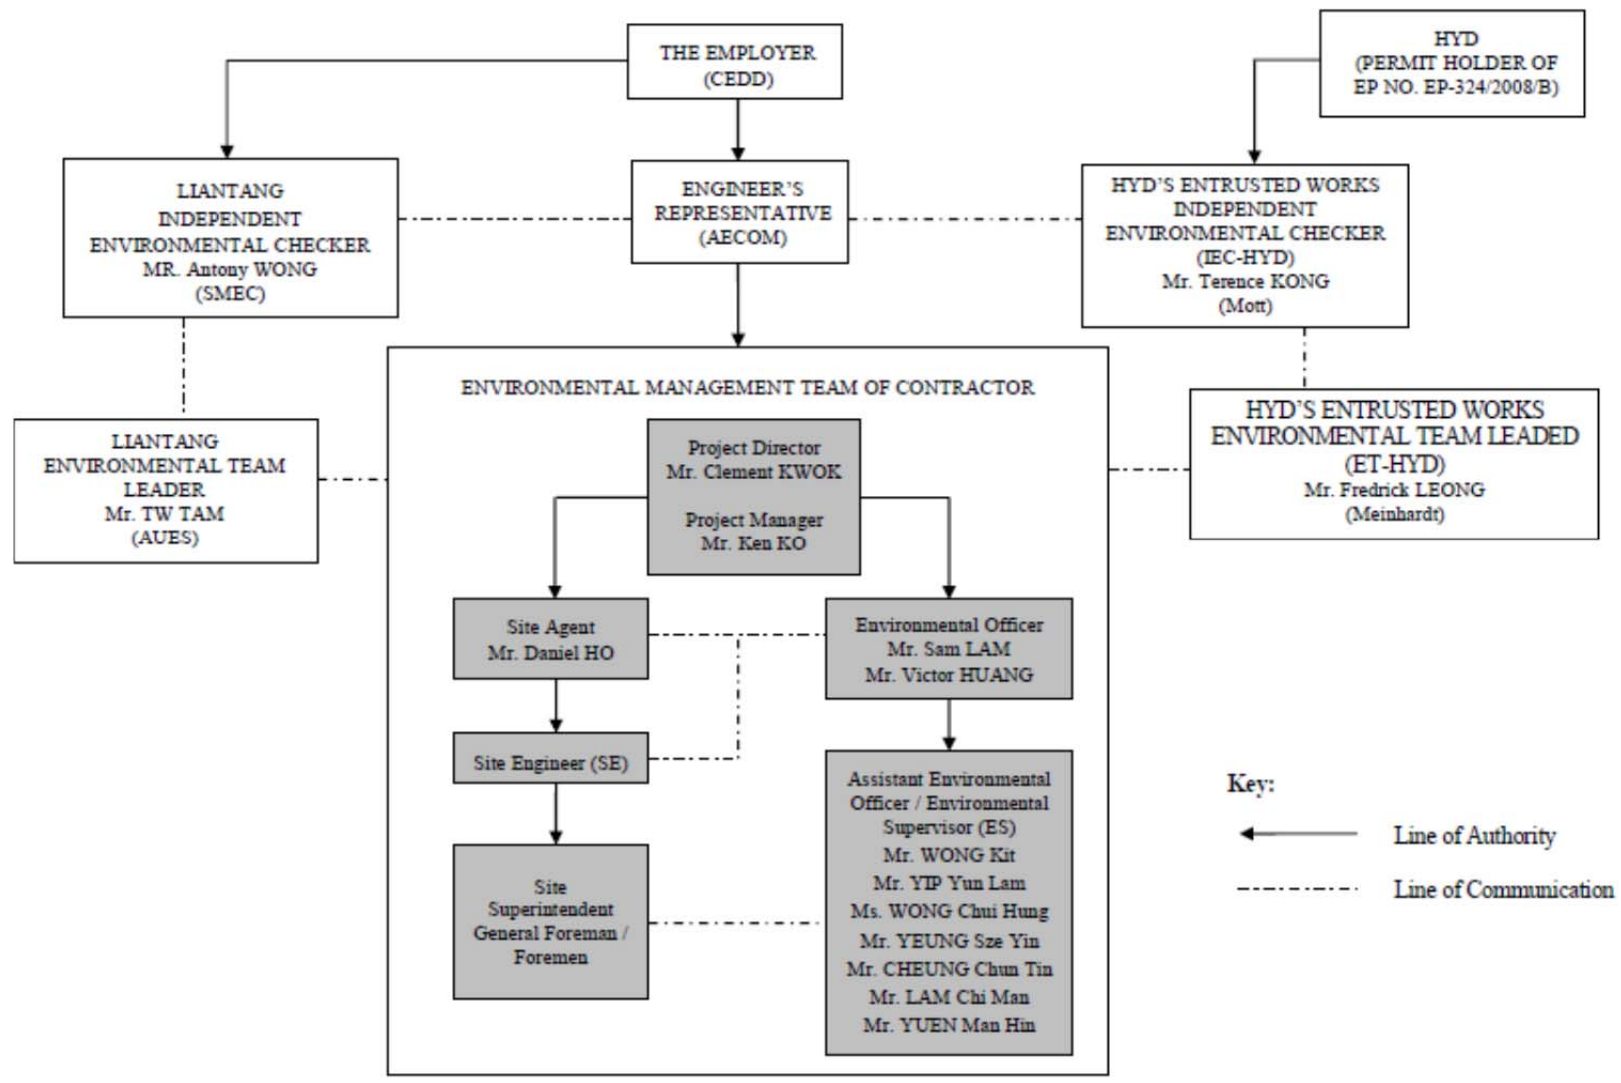 THE EMPLOYER
(CEDD)
HYD
(PERMIT HOLDER OF
EP NO. EP-324/2008/B)
LIANTANG
INDEPENDENT
ENVIRONMENTAL CHECKER
MR. Antony WONG
(SMEC)
ENGINEER'S
REPRESENTATIVE
(AECOM)
HYD'S ENTRUSTED WORKS
INDEPENDENT
ENVIRONMENTAL CHECKER
(IEC-HYD)
Mr. Terence KONG
(Mott)
LIANTANG
ENVIRONMENTAL TEAM
LEADER
Mr. TW TAM
(AUES)
ENVIRONMENTAL MANAGEMENT TEAM OF CONTRACTOR
HYD'S ENTRUSTED WORKS
ENVIRONMENTAL TEAM LEADED
(ET-HYD)
Mr. Fredrick LEONG
(Meinhardt)
Project Director
Mr. Clement KWOK
Project Manager
Mr. Ken KO
Site Agent
Mr. Daniel HO
Environmental Officer
Mr. Sam LAM
Mr. Victor HUANG
Site Engineer (SE)
Assistant Environmental
Officer / Environmental
Supervisor (ES)
Mr. WONG Kit
Mr. YIP Yun Lam
Ms. WONG Chui Hung
Mr. YEUNG Sze Yin
Mr. CHEUNG Chun Tin
Mr. LAM Chi Man
Mr. YUEN Man Hin
Site
Superintendent
General Foreman /
Foremen
Key:
Line of Authority
Line of Communication